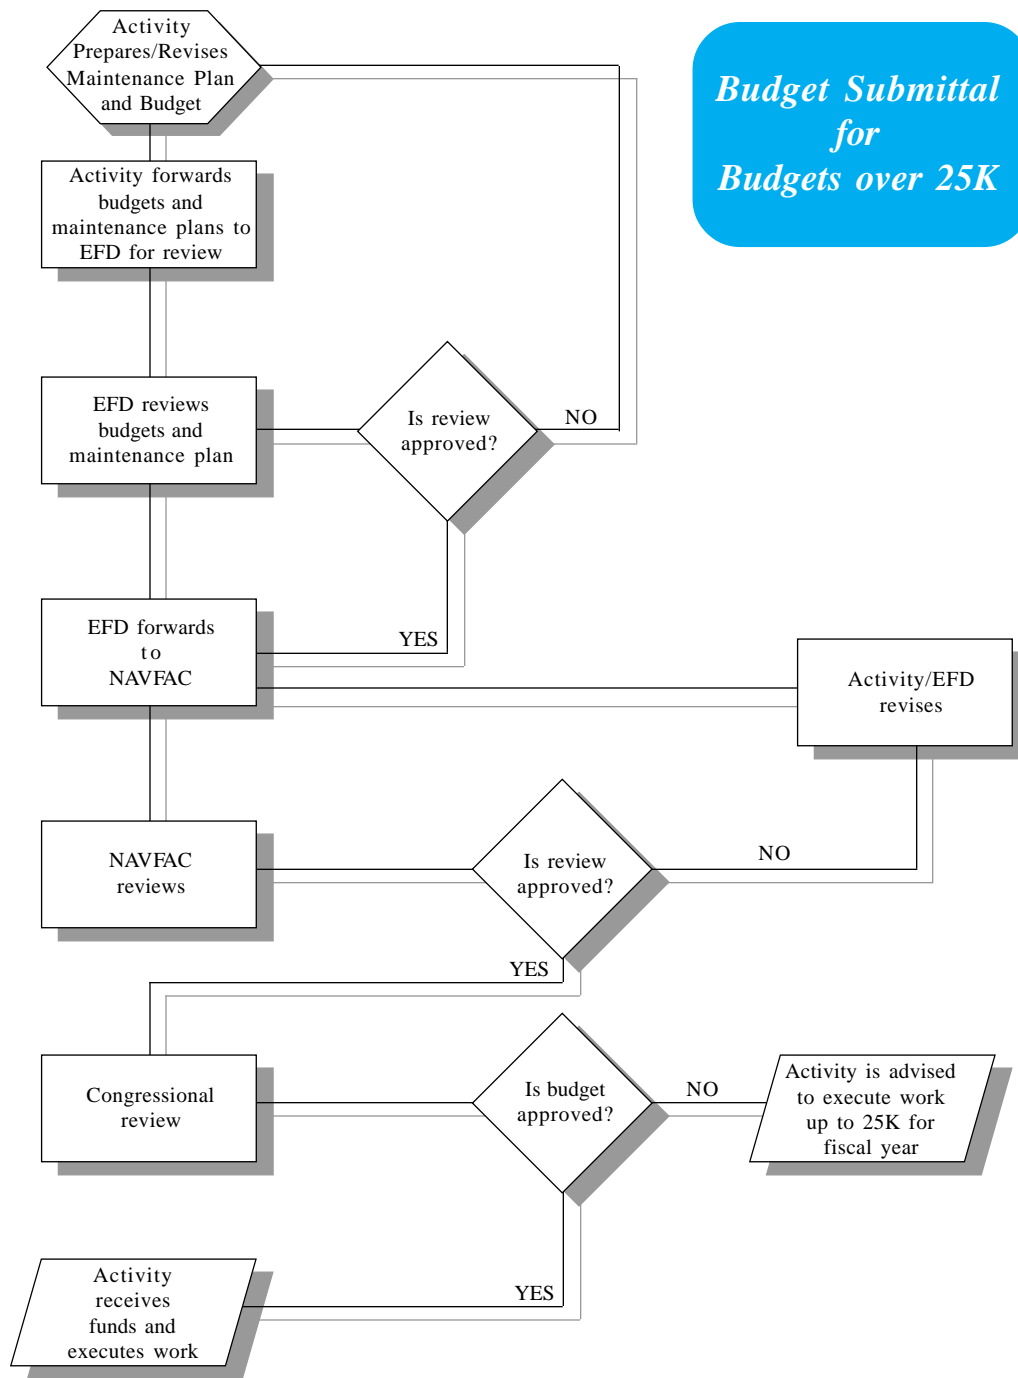 Activity
Prepares/Revises
Maintenance Plan
and Budget
Budget Submittal
for
Budgets over 25K
Activity forwards
budgets and
maintenance plans to
EFD for review
EFD reviews
budgets and
maintenance plan
Is review
approved?
NO
EFD forwards
to
NAVFAC
YES
Activity/EFD
revises
NAVFAC
reviews
Is review
approved?
NO
YES
Congressional
review
Is budget
approved?
NO
Activity is advised
to execute work
up to 25K for
fiscal year
Activity
receives
funds and
executes work
YES